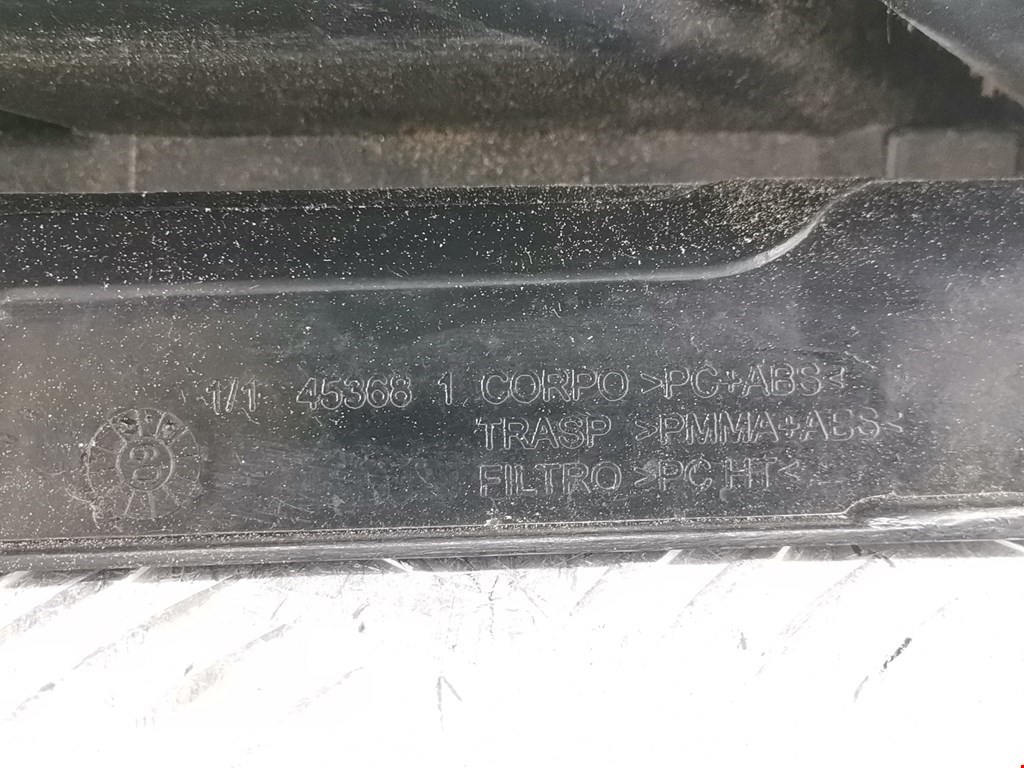 1/1 45368 1 CORPO >PC+ABS<
TRASP >PMMA+ABS<
FILTRO >PC HT<